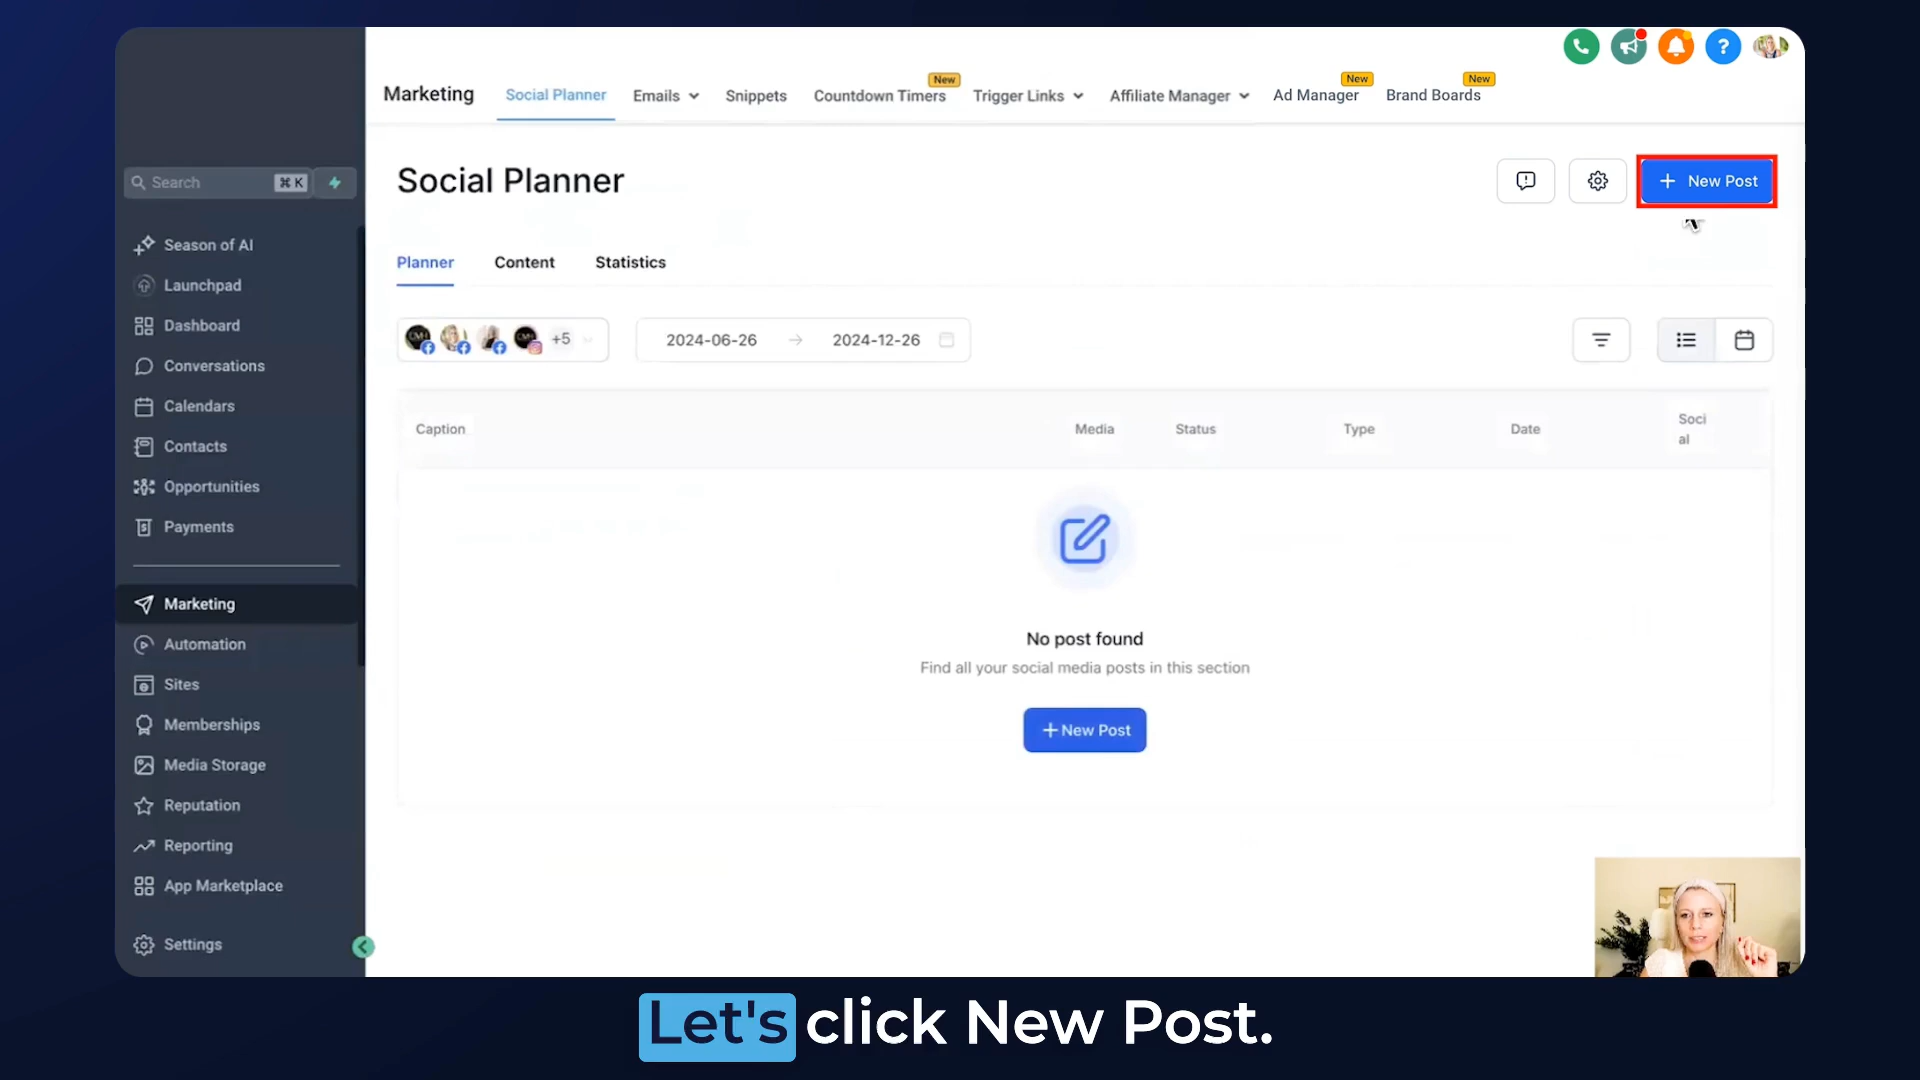 Marketing
Social Planner
Emails
Snippets
Countdown Timers
New
Trigger Links
Affiliate Manager
Ad Manager
New
Brand Boards
New
Search
⌘ K
Social Planner
New Post
Season of AI
Launchpad
Dashboard
Conversations
Calendars
Contacts
Opportunities
Payments
Marketing
Automation
Sites
Memberships
Media Storage
Reputation
Reporting
App Marketplace
Settings
Planner
Content
Statistics
+5
2024-06-26
2024-12-26
Caption
Media
Status
Type
Date
Soci
al
No post found
Find all your social media posts in this section
+ New Post
Let's click New Post.